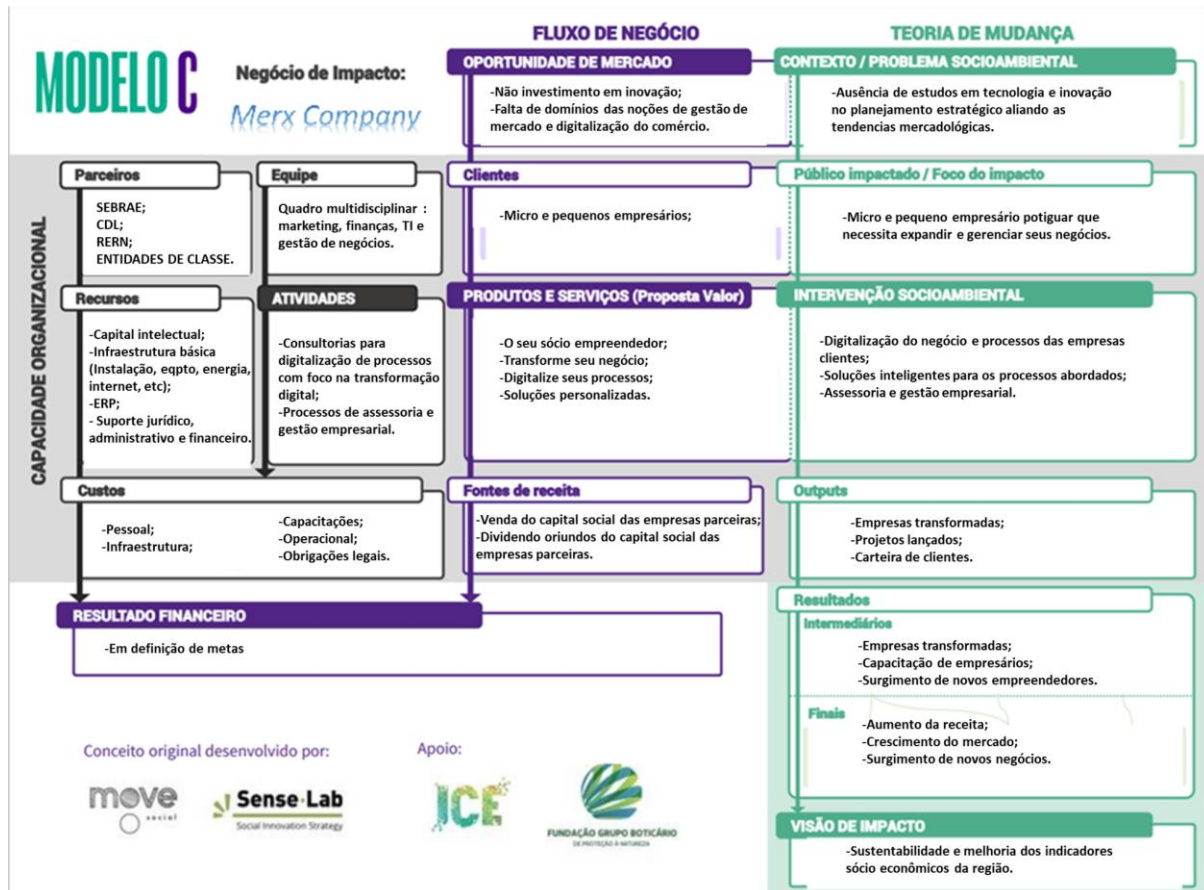 MODELO C
Negócio de Impacto:
Merx Company
FLUXO DE NEGÓCIO
TEORIA DE MUDANÇA
OPORTUNIDADE DE MERCADO
-Não investimento em inovação;
-Falta de domínios das noções de gestão de
mercado e digitalização do comércio.
CONTEXTO / PROBLEMA SOCIOAMBIENTAL
-Ausência de estudos em tecnologia e inovação
no planejamento estratégico aliando as
tendencias mercadológicas.
CAPACIDADE ORGANIZACIONAL
Parceiros
SEBRAE;
CDL;
RERN;
ENTIDADES DE CLASSE.
Equipe
Quadro multidisciplinar :
marketing, finanças, TI e
gestão de negócios.
Clientes
-Micro e pequenos empresários;
Público impactado / Foco do impacto
-Micro e pequeno empresário potiguar que
necessita expandir e gerenciar seus negócios.
Recursos
-Capital intelectual;
-Infraestrutura básica
(Instalação, eqpto, energia,
internet, etc);
-ERP;
- Suporte jurídico,
administrativo e financeiro.
ATIVIDADES
-Consultorias para
digitalização de processos
com foco na transformação
digital;
-Processos de assessoria e
gestão empresarial.
PRODUTOS E SERVIÇOS (Proposta Valor)
-O seu sócio empreendedor;
-Transforme seu negócio;
-Digitalize seus processos;
-Soluções personalizadas.
INTERVENÇÃO SOCIOAMBIENTAL
-Digitalização do negócio e processos das empresas
clientes;
-Soluções inteligentes para os processos abordados;
-Assessoria e gestão empresarial.
Custos
-Pessoal;
-Infraestrutura;
-Capacitações;
-Operacional;
-Obrigações legais.
Fontes de receita
-Venda do capital social das empresas parceiras;
-Dividendo oriundos do capital social das
empresas parceiras.
Outputs
-Empresas transformadas;
-Projetos lançados;
-Carteira de clientes.
RESULTADO FINANCEIRO
-Em definição de metas
Resultados
Intermediários
-Empresas transformadas;
-Capacitação de empresários;
-Surgimento de novos empreendedores.
Finais
-Aumento da receita;
-Crescimento do mercado;
-Surgimento de novos negócios.
VISÃO DE IMPACTO
-Sustentabilidade e melhoria dos indicadores
sócio econômicos da região.
Conceito original desenvolvido por:
move
social
Sense-Lab
Social Innovation Strategy
Apoio:
ICE
FUNDAÇÃO GRUPO BOTICÁRIO
DE PROTEÇÃO À NATUREZA